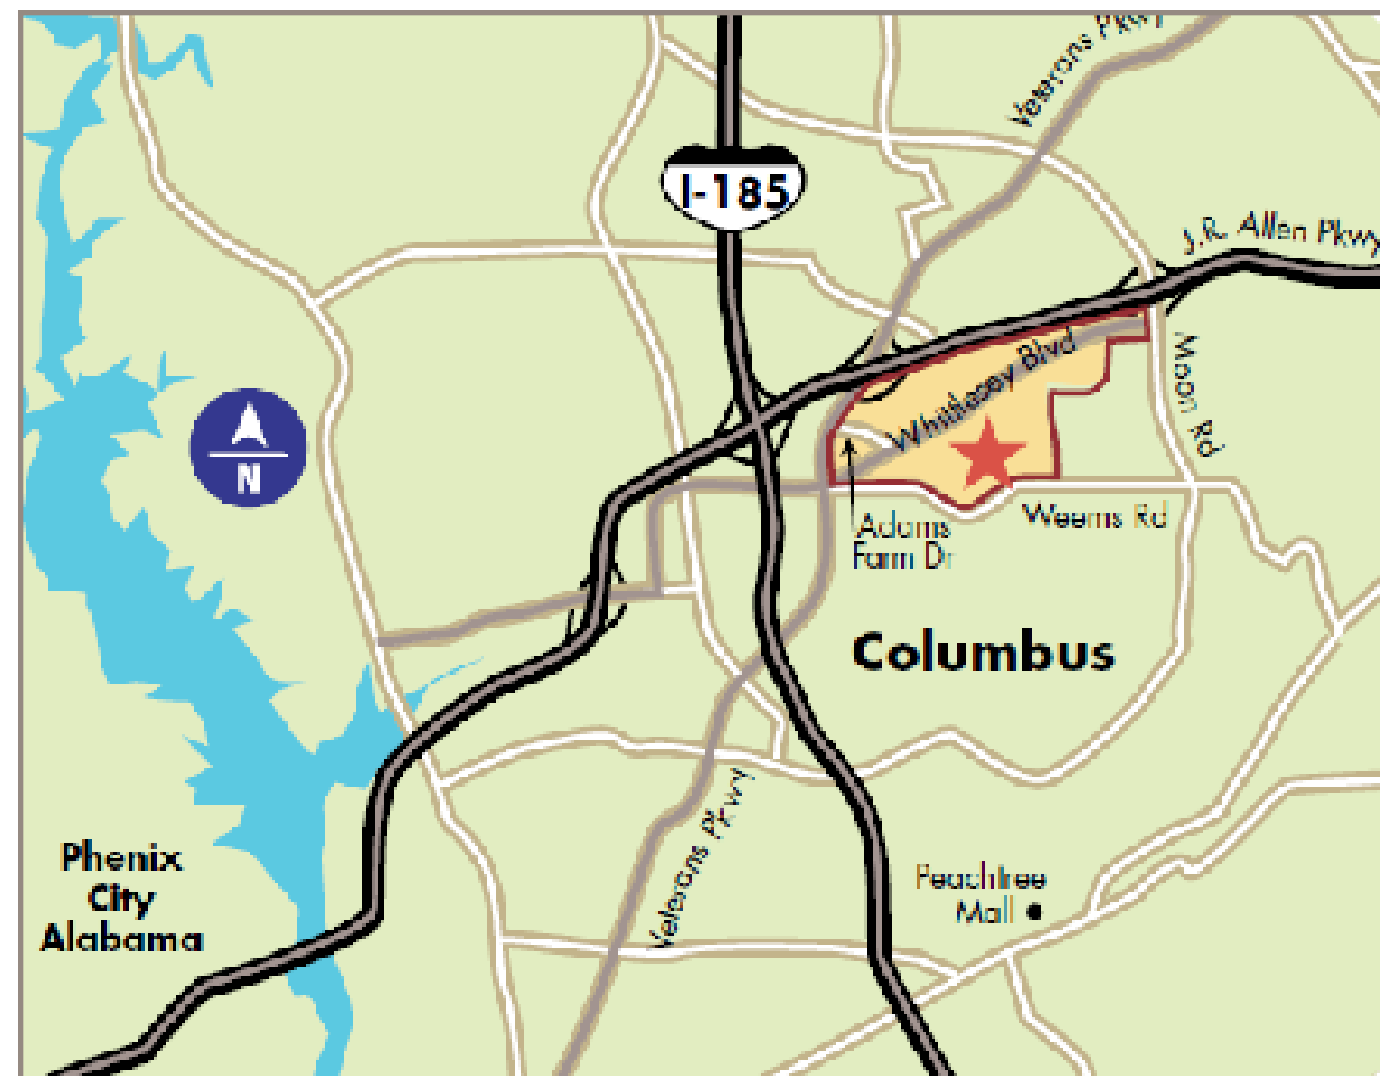 Veterans Pkwy
I-185
J.R. Allen Pkwy
Whittlesey Blvd
Moon Rd
N
Weems Rd
Adams
Farm Dr
Columbus
Veterans Pkwy
Phenix
City
Alabama
Peachtree
Mall